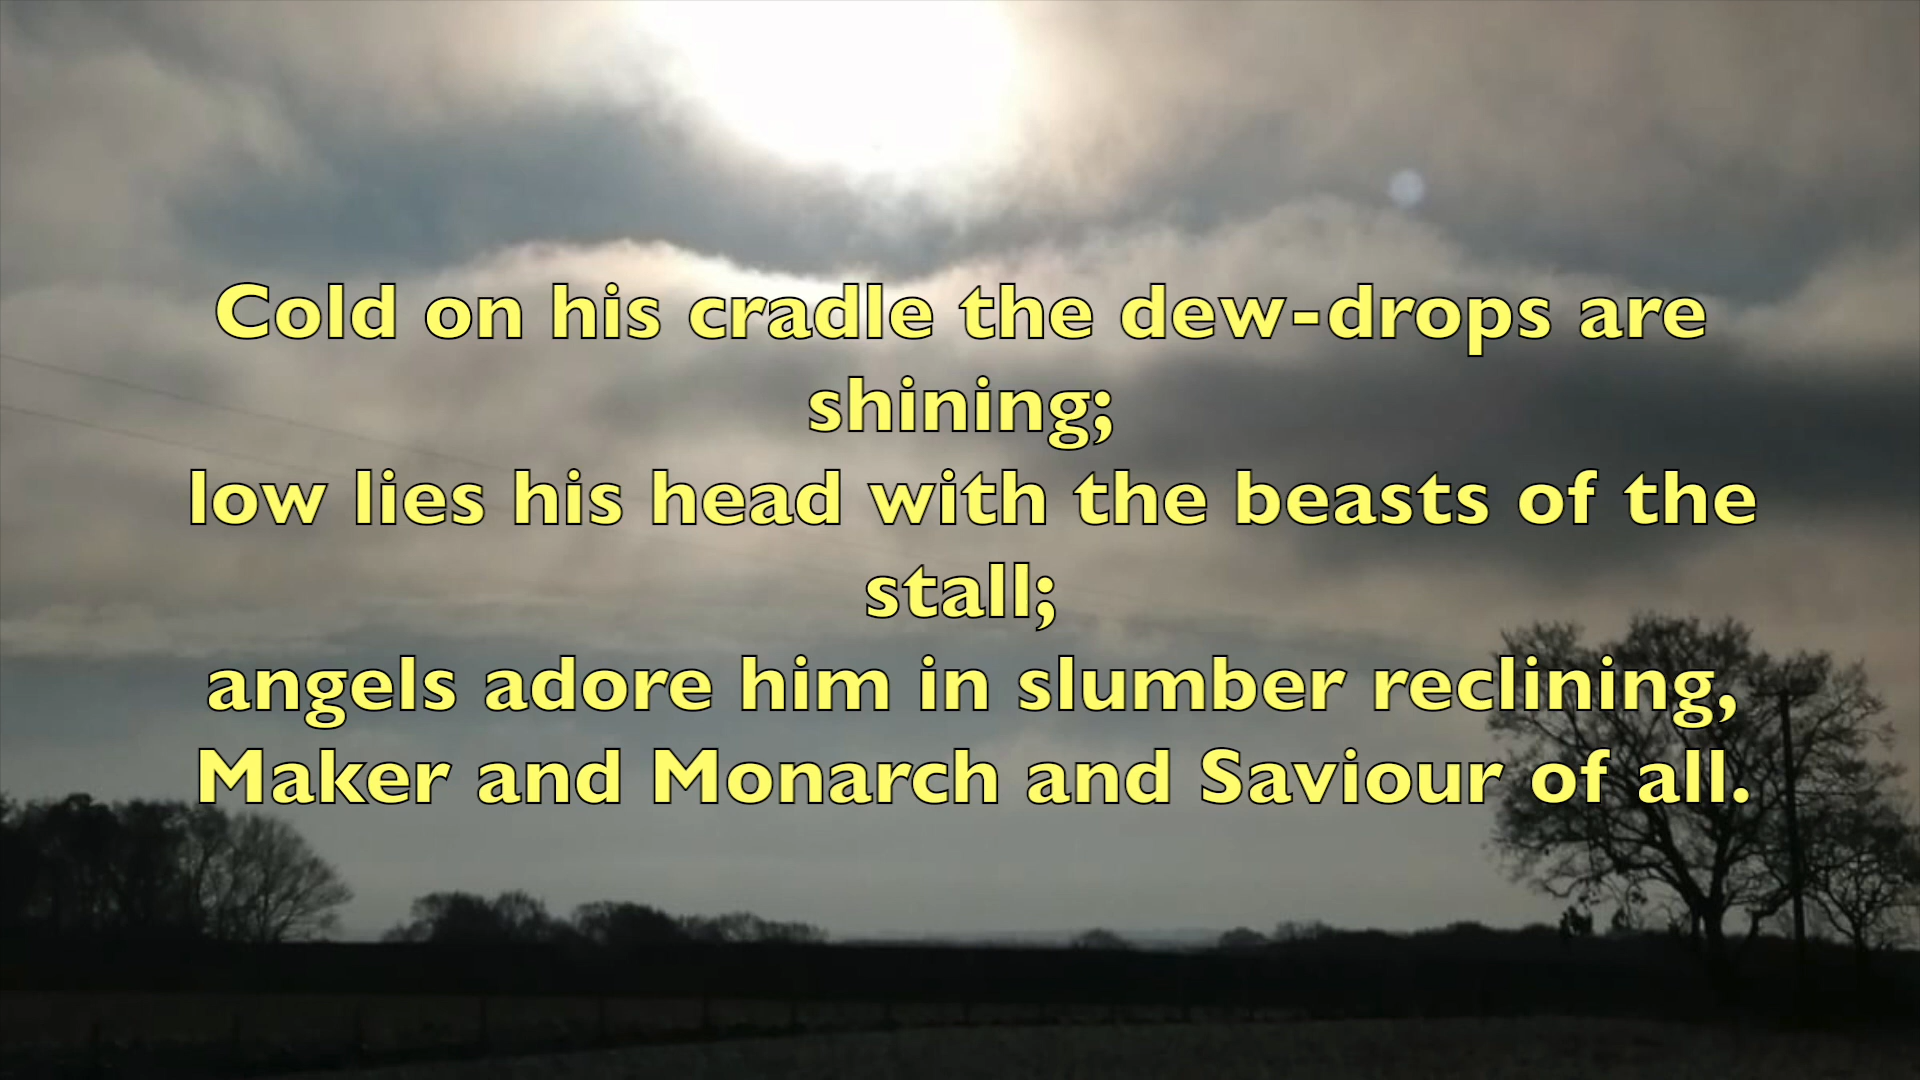 Cold on his cradle the dew-drops are
shining;
low lies his head with the beasts of the
stall;
angels adore him in slumber reclining,
Maker and Monarch and Saviour of all.